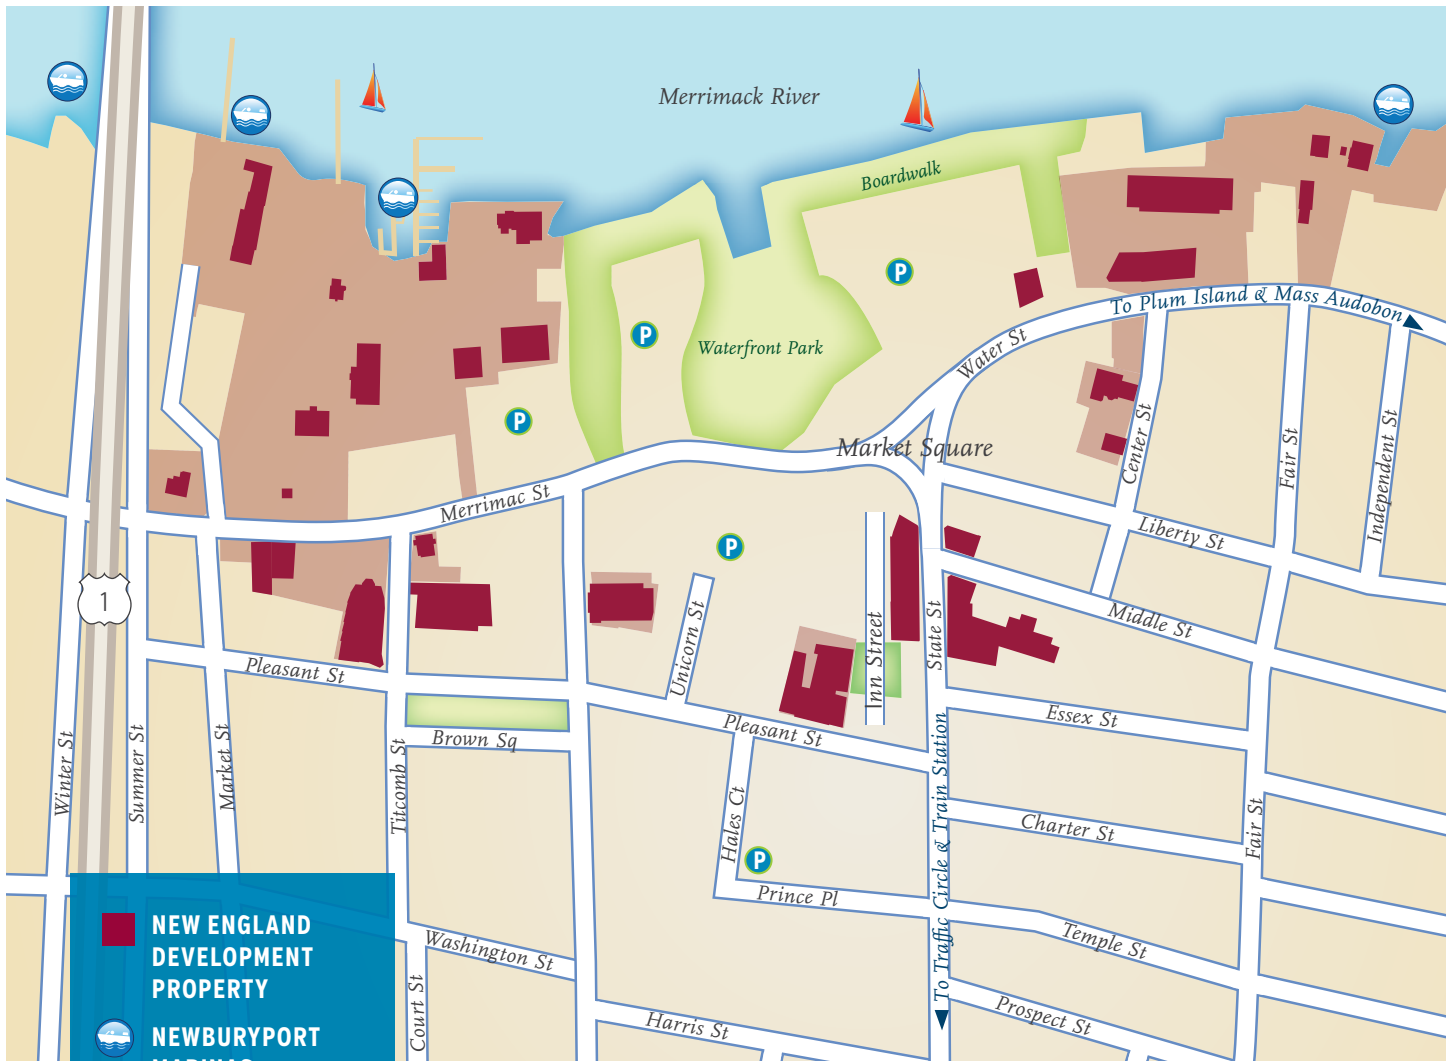 Merrimack River
Boardwalk
P
To Plum Island & Mass Audobon
P
Waterfront Park
Water St
P
Market Square
Center St
Fair St
Independent St
Merrimac St
Liberty St
P
1
Middle St
Unicorn St
Inn Street
State St
Pleasant St
Essex St
Pleasant St
Brown Sq
Winter St
Summer St
Market St
Titcomb St
Hales Ct
Charter St
Fair St
P
Prince Pl
To Traffic Circle & Train Station
Temple St
Washington St
Court St
Harris St
Prospect St
NEW ENGLAND
DEVELOPMENT
PROPERTY
NEWBURYPORT